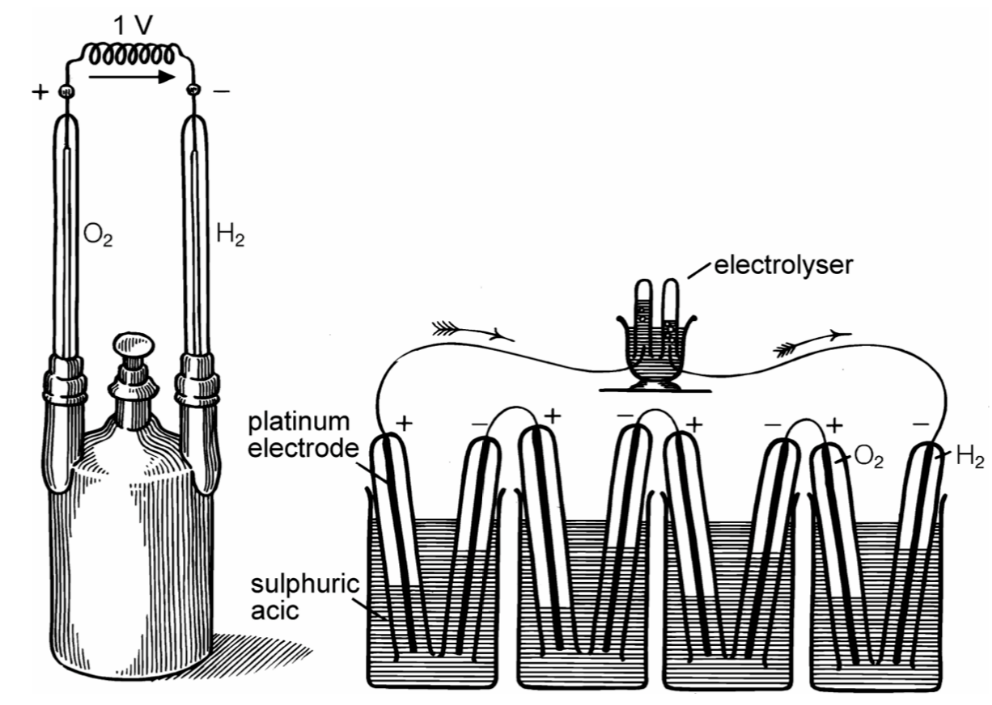 1 V
+ −
O₂ H₂
electrolyser
platinum
electrode
+ − + − + − + −
O₂ H₂
sulphuric
acic